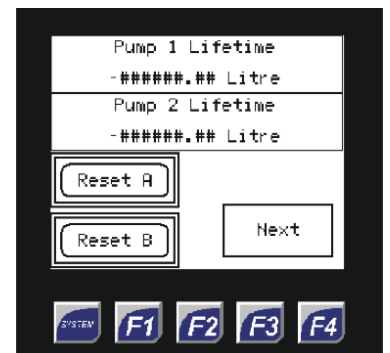 Pump 1 Lifetime
-######.## Litre
Pump 2 Lifetime
-######.## Litre
Reset A
Reset B
Next
SYSTEM F1 F2 F3 F4